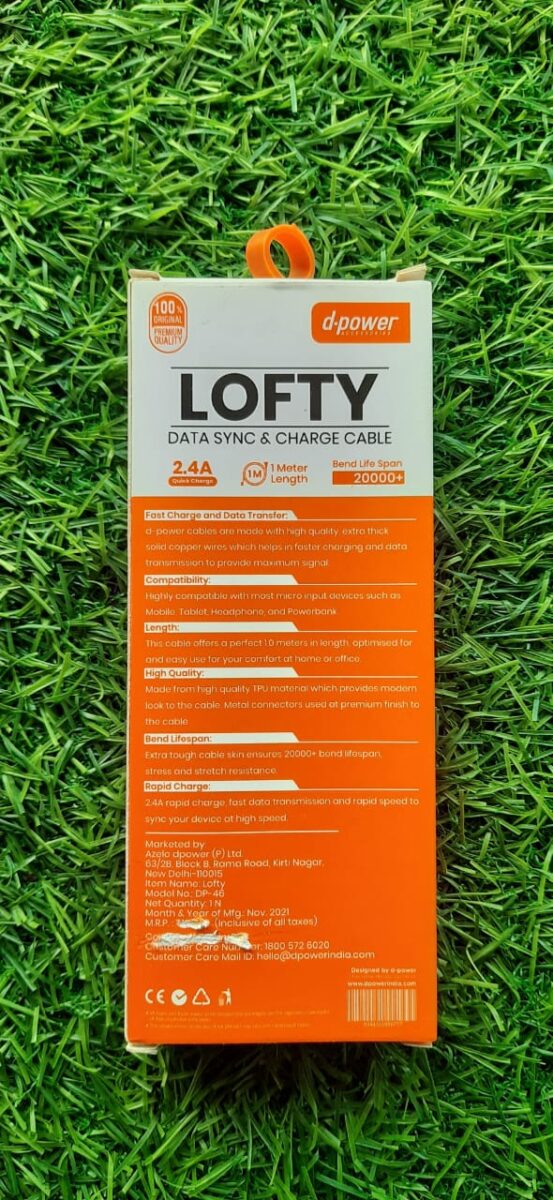 100%
ORIGINAL
PREMIUM
QUALITY
d-power
ACCESSORIES
LOFTY
DATA SYNC & CHARGE CABLE
2.4A
Quick Charge
1M
1 Meter
Length
Bend Life Span
20000+
Fast Charge and Data Transfer:
d-power cables are made with high quality extra thick
solid copper wires which helps in faster charging and data
transmission to provide maximum signal.
Compatibility:
Highly compatible with most micro input devices such as
Mobile, Tablet, Headphone, and Powerbank.
Length:
This cable offers a perfect 1.0 meters in length, optimised for
and easy use for your comfort at home or office.
High Quality:
Made from high quality TPU material which provides modern
look to the cable. Metal connectors used at premium finish to
the cable.
Bend Lifespan:
Extra tough cable skin ensures 20000+ bend lifespan,
stress and stretch resistance.
Rapid Charge:
2.4A rapid charge, fast data transmission and rapid speed to
sync your device at high speed.
Marketed by
Azelo dpower (P) Ltd.
63/2B, Block B, Rama Road, Kirti Nagar,
New Delhi-110015
Item Name: Lofty
Model No.: DP-46
Net Quantity: 1 N
Month & Year of Mfg.: Nov. 2021
M.R.P. : (inclusive of all taxes)
Customer Care 1800 572 6020
Customer Care Mail ID: hello@dpowerindia.com
Designed by d-power
www.dpowerindia.com
CE